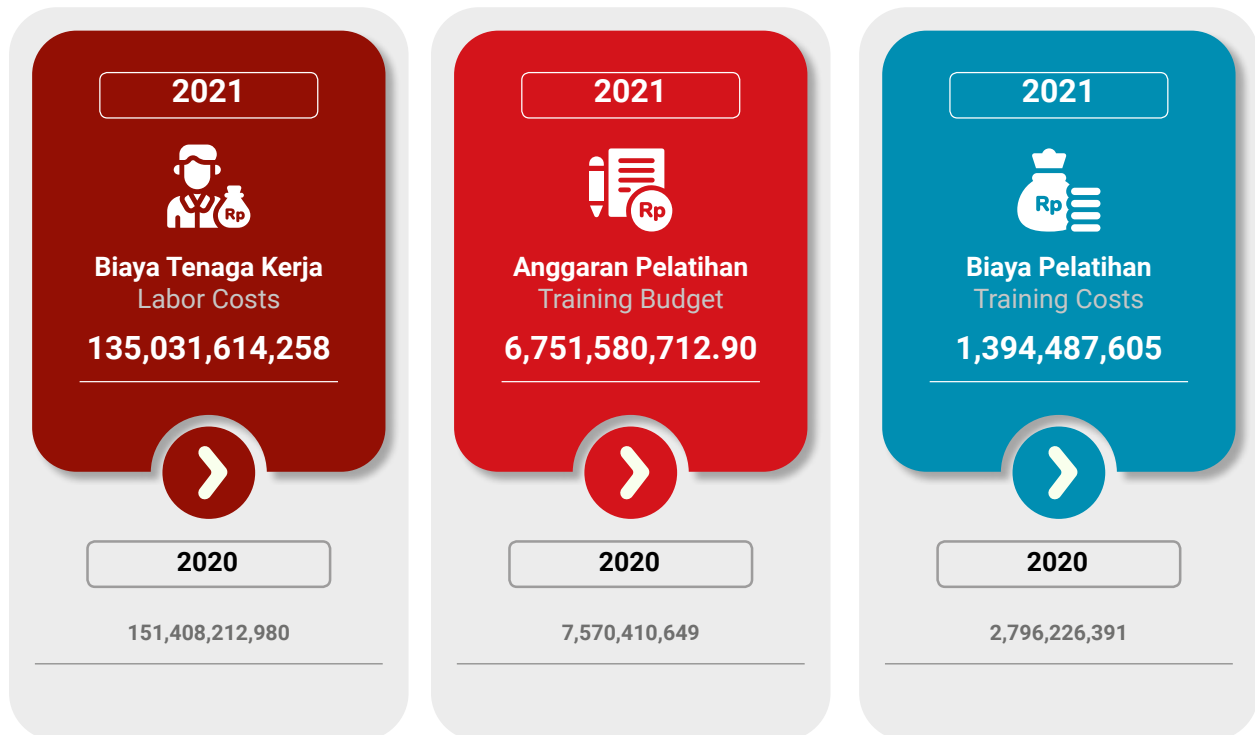 2021
Rp
Biaya Tenaga Kerja
Labor Costs
135,031,614,258
2020
151,408,212,980
2021
Rp
Anggaran Pelatihan
Training Budget
6,751,580,712.90
2020
7,570,410,649
2021
Rp
Biaya Pelatihan
Training Costs
1,394,487,605
2020
2,796,226,391